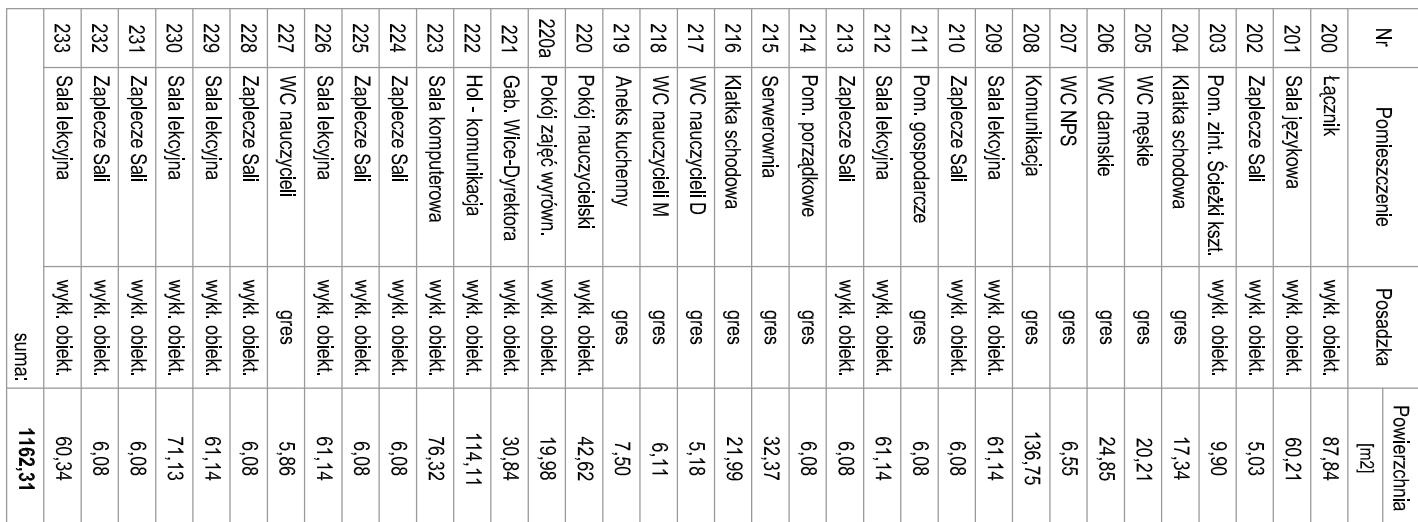 Nr Pomieszczenie Posadzka Powierzchnia [m2]
200 Łącznik wykł. obiekt. 87,84
201 Sala językowa wykł. obiekt. 60,21
202 Zaplecze Sali wykł. obiekt. 5,03
203 Pom. zint. Ścieżki kszt. wykł. obiekt. 9,90
204 Klatka schodowa gres 17,34
205 WC męskie gres 20,21
206 WC damskie gres 24,85
207 WC NPS gres 6,55
208 Komunikacja gres 136,75
209 Sala lekcyjna wykł. obiekt. 61,14
210 Zaplecze Sali wykł. obiekt. 6,08
211 Pom. gospodarcze gres 6,08
212 Sala lekcyjna wykł. obiekt. 61,14
213 Zaplecze Sali wykł. obiekt. 6,08
214 Pom. porządkowe gres 6,08
215 Serwerownia gres 32,37
216 Klatka schodowa gres 21,99
217 WC nauczycieli D gres 5,18
218 WC nauczycieli M gres 6,11
219 Aneks kuchenny gres 7,50
220 Pokój nauczycielski wykł. obiekt. 42,62
220a Pokój zajęć wyrówn. wykł. obiekt. 19,98
221 Gab. Wice-Dyrektora wykł. obiekt. 30,84
222 Hol - komunikacja wykł. obiekt. 114,11
223 Sala komputerowa wykł. obiekt. 76,32
224 Zaplecze Sali wykł. obiekt. 6,08
225 Zaplecze Sali wykł. obiekt. 6,08
226 Sala lekcyjna wykł. obiekt. 61,14
227 WC nauczycieli gres 5,86
228 Zaplecze Sali wykł. obiekt. 6,08
229 Sala lekcyjna wykł. obiekt. 61,14
230 Sala lekcyjna wykł. obiekt. 71,13
231 Zaplecze Sali wykł. obiekt. 6,08
232 Zaplecze Sali wykł. obiekt. 6,08
233 Sala lekcyjna wykł. obiekt. 60,34
suma: 1162,31